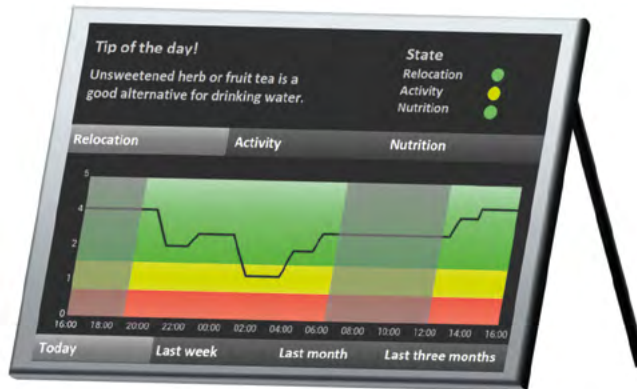 Tip of the day!
Unsweetened herb or fruit tea is a
good alternative for drinking water.
State
Relocation
Activity
Nutrition
Relocation Activity Nutrition
5
4
2
1
0
16:00 18:00 20:00 22:00 00:00 02:00 04:00 06:00 08:00 10:00 12:00 14:00 16:00
Today Last week Last month Last three months